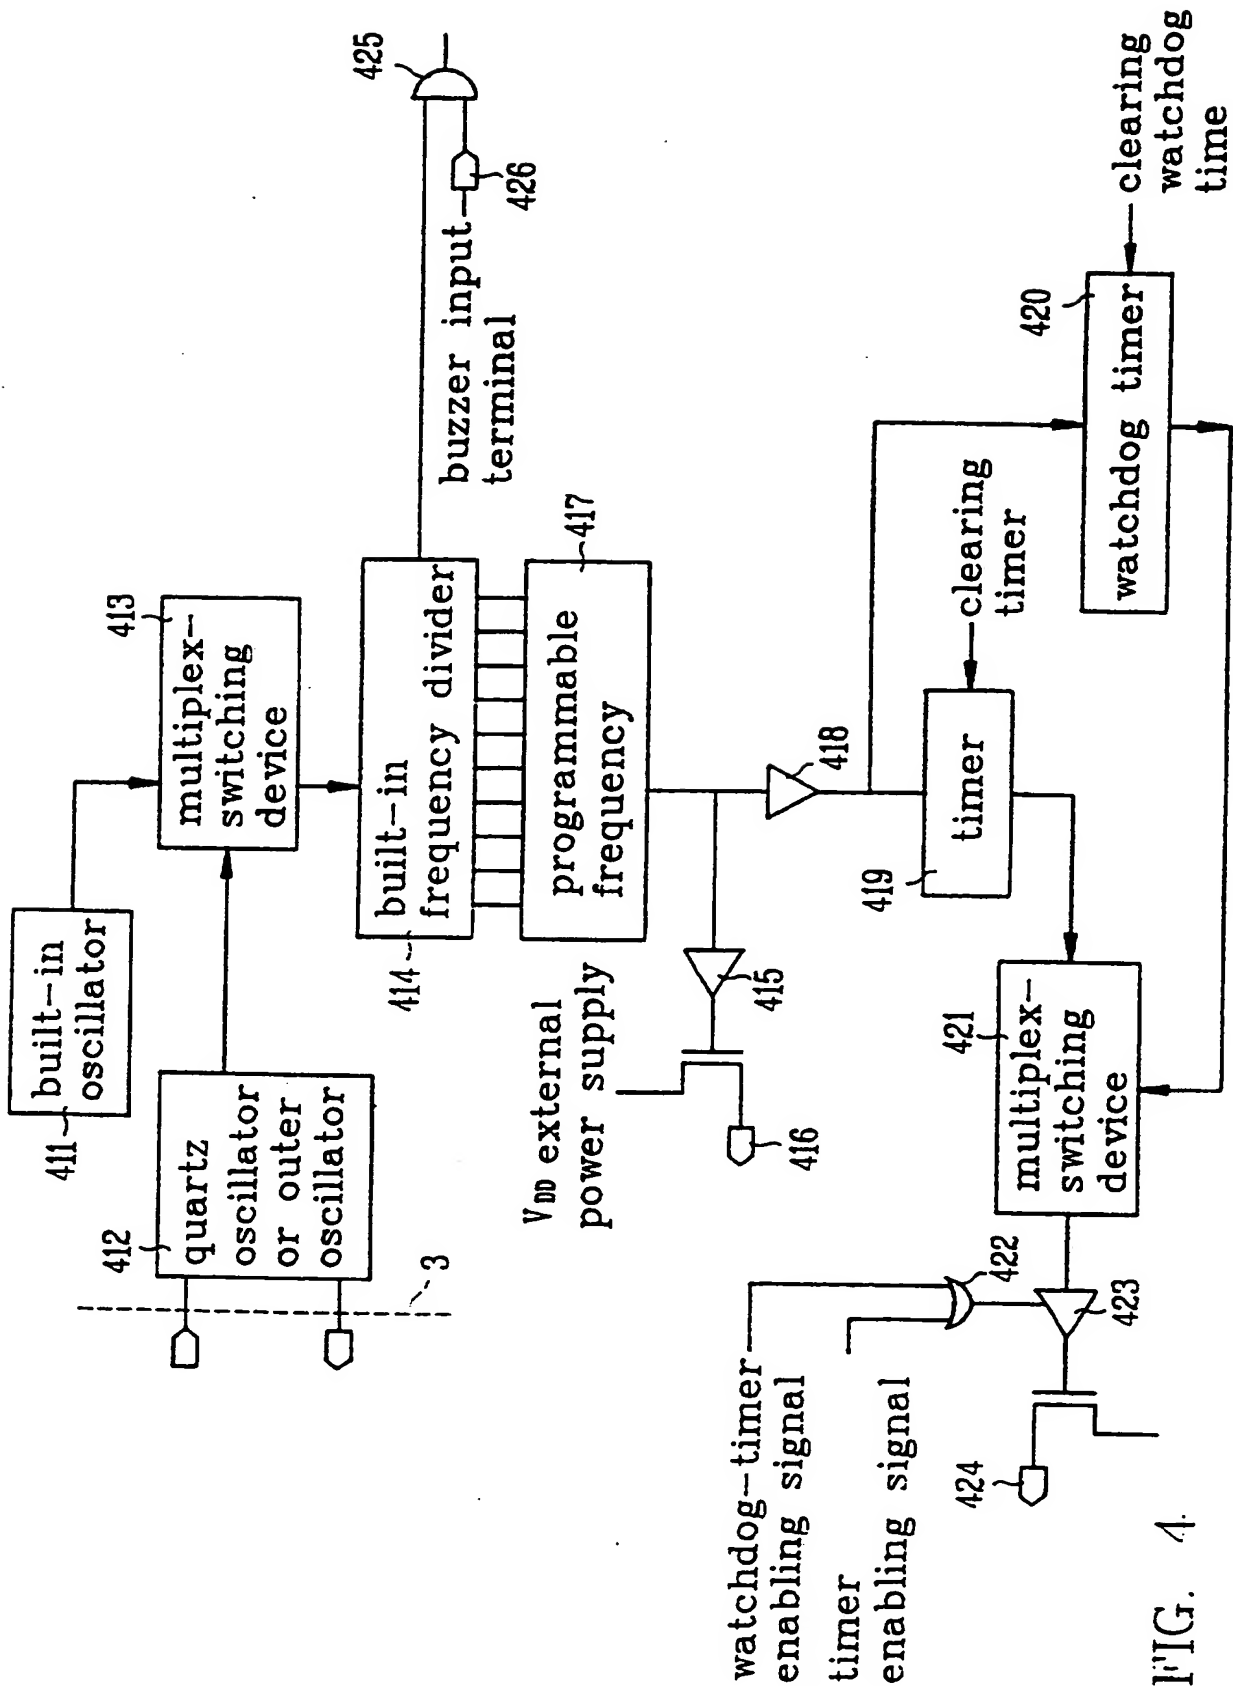 411
built-in
oscillator
412
quartz
oscillator
or outer
oscillator
3
413
multiplex-
switching
device
414
built-in
frequency divider
425
426
buzzer input
terminal
417
programmable
frequency
VDD external
power supply
415
416
418
419
timer
clearing
timer
420
watchdog timer
clearing
watchdog
time
421
multiplex-
switching
device
422
423
424
watchdog-timer
enabling signal
timer
enabling signal
FIG. 4